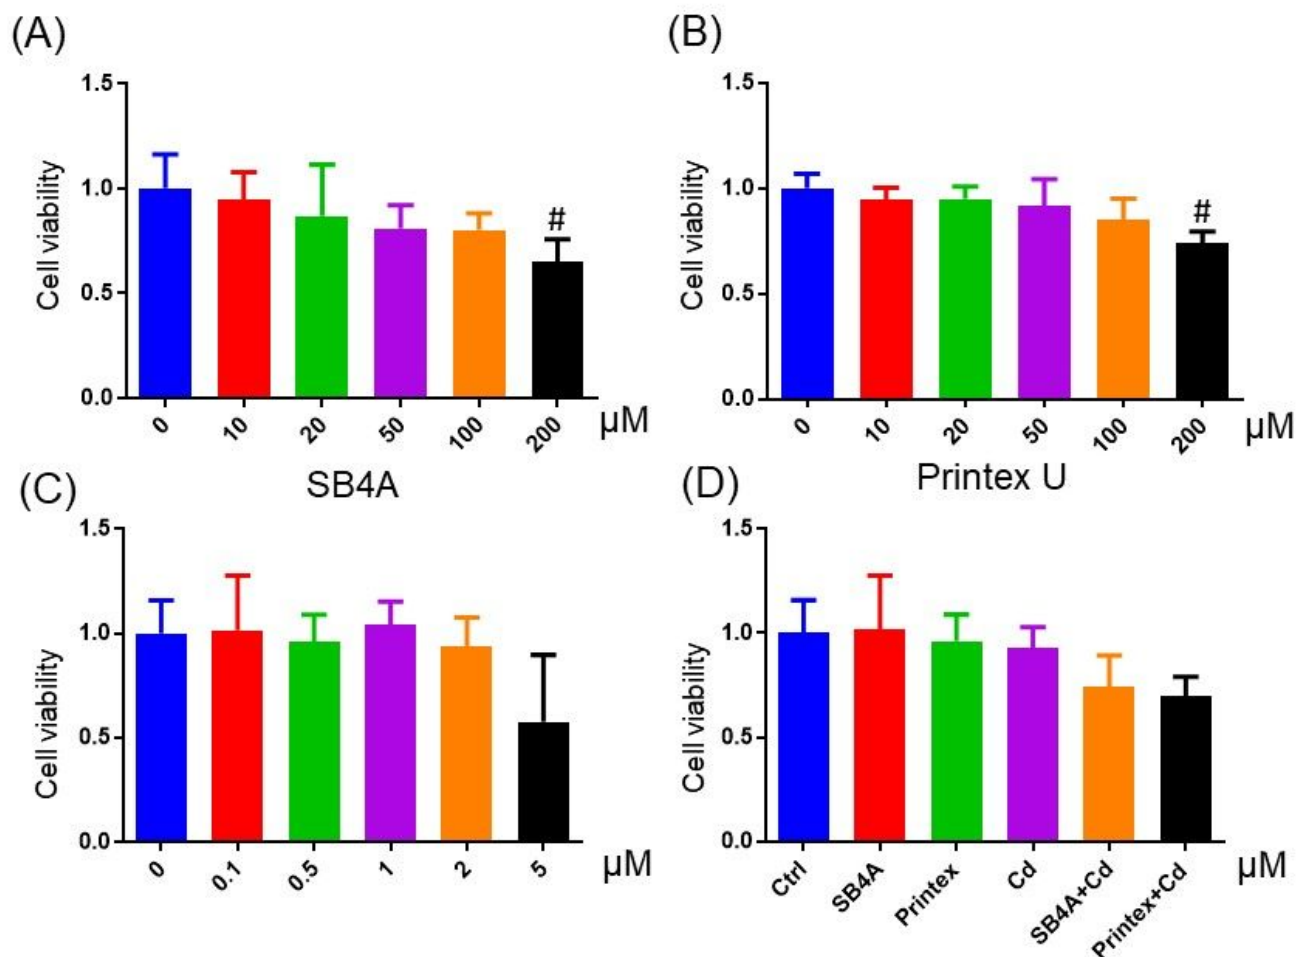 (A)
Cell viability
1.5
1.0
0.5
0.0
#
0 10 20 50 100 200 μM
SB4A
(B)
Cell viability
1.5
1.0
0.5
0.0
#
0 10 20 50 100 200 μM
Printex U
(C)
Cell viability
1.5
1.0
0.5
0.0
0 0.1 0.5 1 2 5 μM
(D)
Cell viability
1.5
1.0
0.5
0.0
Ctrl SB4A Printex Cd SB4A+Cd Printex+Cd μM